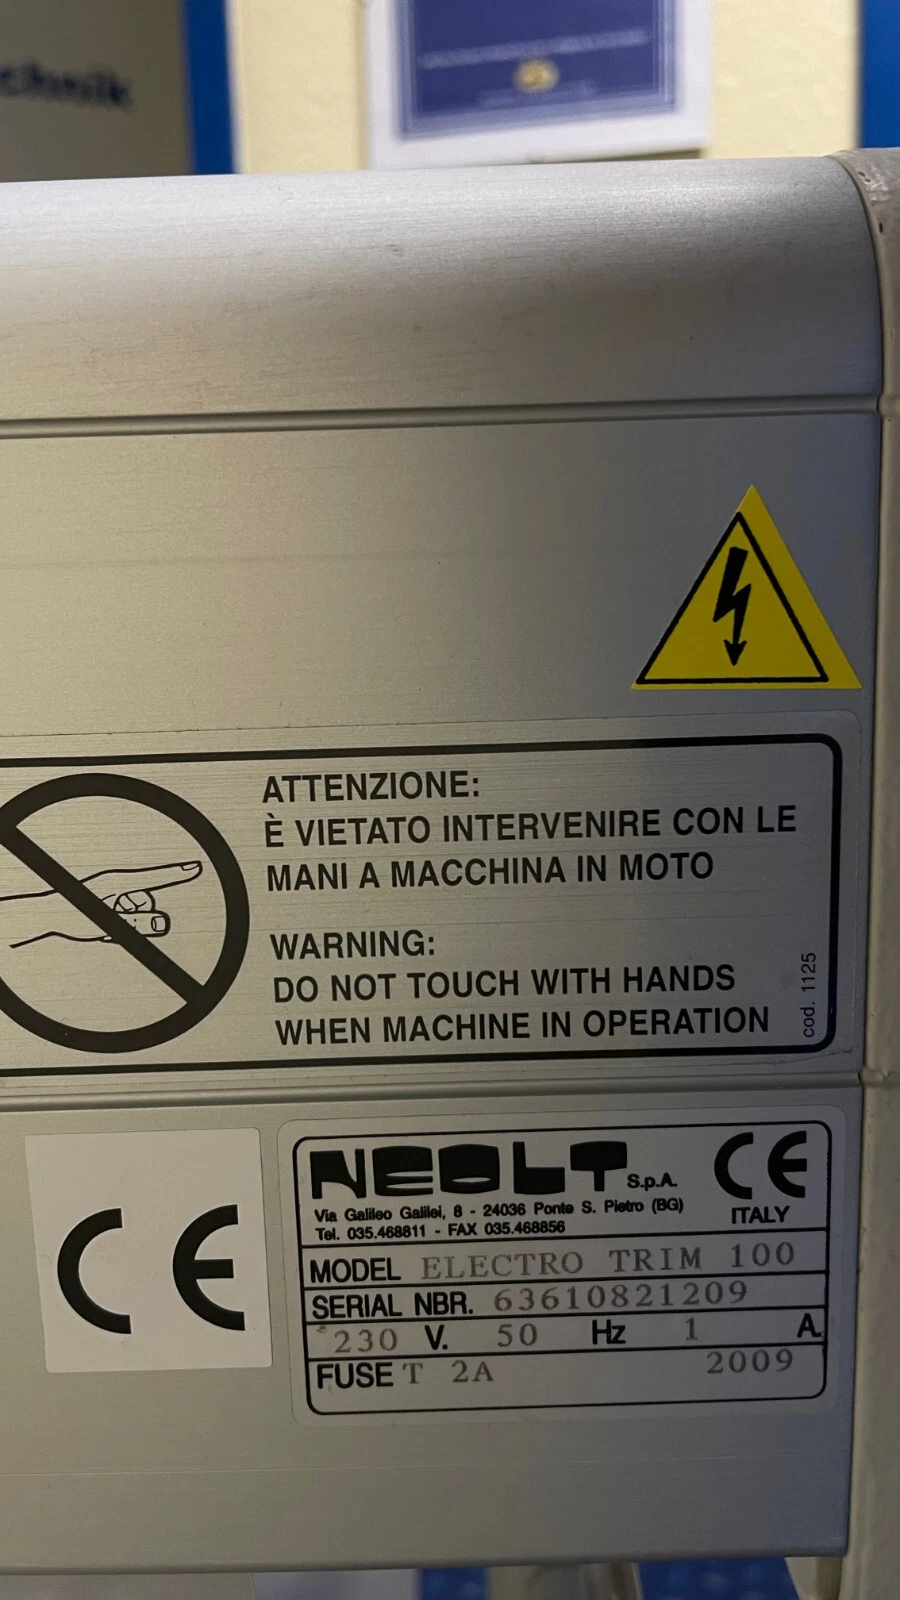 chnik
ATTENZIONE:
È VIETATO INTERVENIRE CON LE
MANI A MACCHINA IN MOTO
WARNING:
DO NOT TOUCH WITH HANDS
WHEN MACHINE IN OPERATION
cod. 1125
CE
NEOLT S.p.A.
CE
Via Galileo Galilei, 8 - 24036 Ponte S. Pietro (BG)
ITALY
Tel. 035.468811 - FAX 035.468856
MODEL ELECTRO TRIM 100
SERIAL NBR. 63610821209
230 V. 50 Hz 1 A.
FUSE T 2A 2009